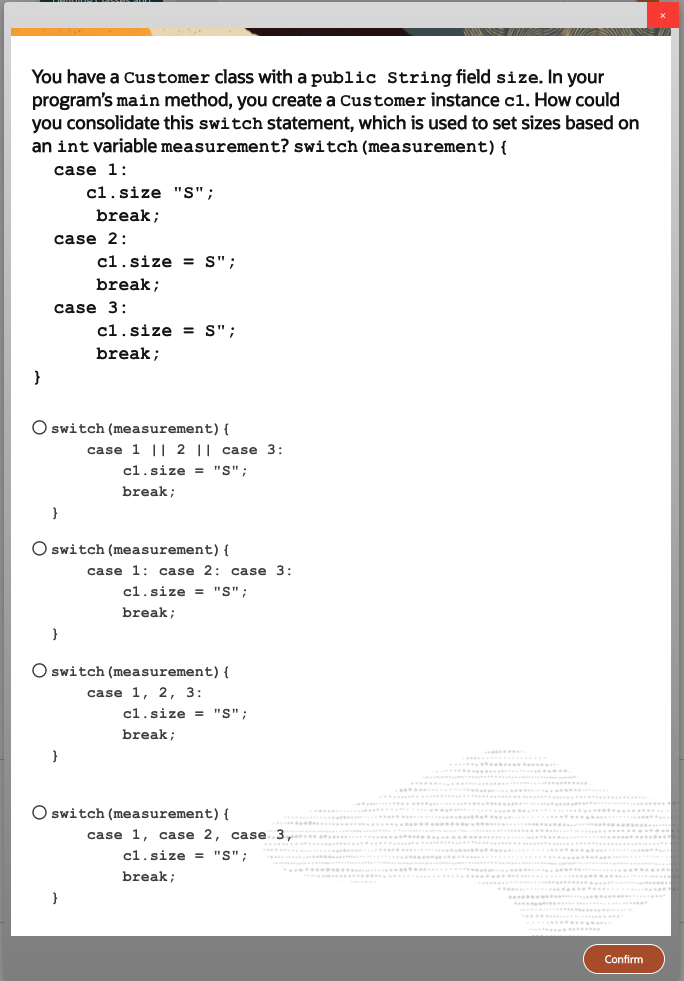 ×
You have a Customer class with a public String field size. In your
program's main method, you create a Customer instance c1. How could
you consolidate this switch statement, which is used to set sizes based on
an int variable measurement? switch(measurement){
case 1:
c1.size "S";
break;
case 2:
c1.size = S";
break;
case 3:
c1.size = S";
break;
}
switch(measurement){
case 1 || 2 || case 3:
c1.size = "S";
break;
}
switch(measurement){
case 1: case 2: case 3:
c1.size = "S";
break;
}
switch(measurement){
case 1, 2, 3:
c1.size = "S";
break;
}
switch(measurement){
case 1, case 2, case 3,
c1.size = "S";
break;
}
Confirm